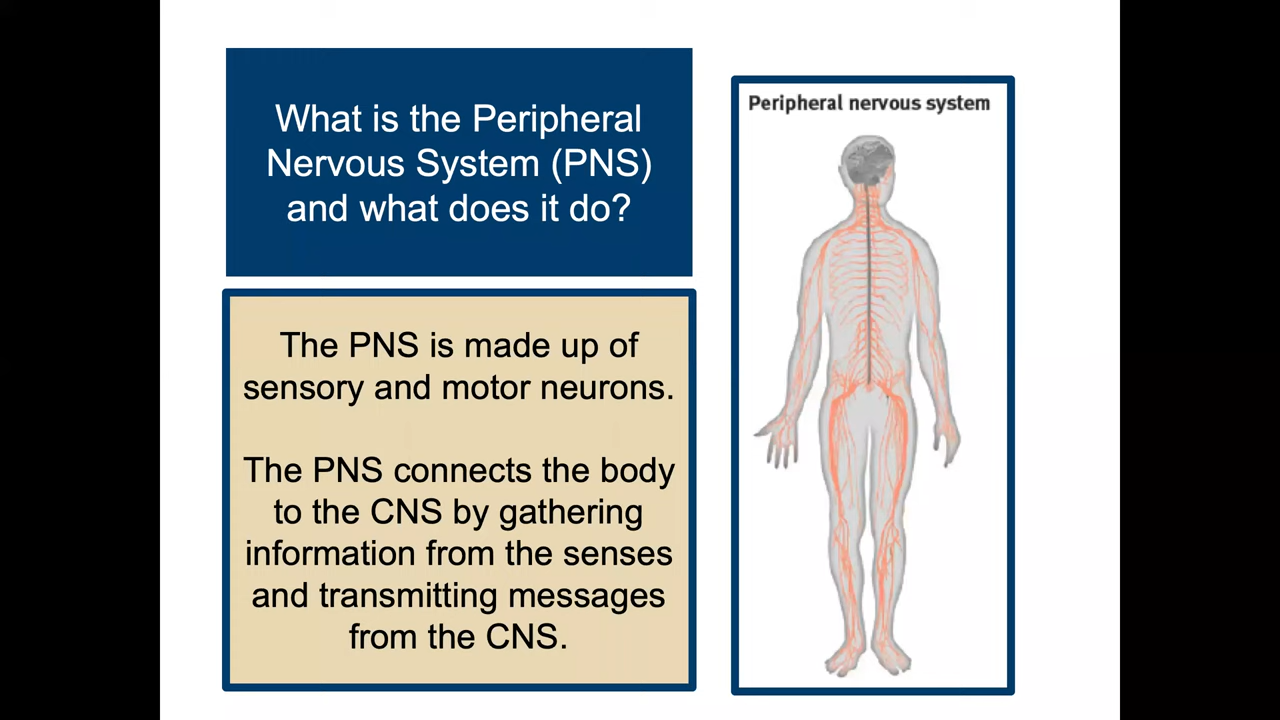 What is the Peripheral
Nervous System (PNS)
and what does it do?
The PNS is made up of
sensory and motor neurons.
The PNS connects the body
to the CNS by gathering
information from the senses
and transmitting messages
from the CNS.
Peripheral nervous system